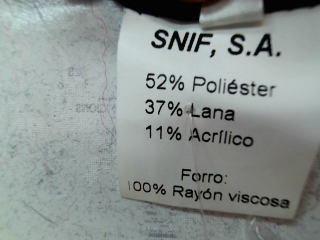 SNIF, S.A.
52% Poliéster
37% Lana
11% Acrílico
Forro:
100% Rayón viscosa